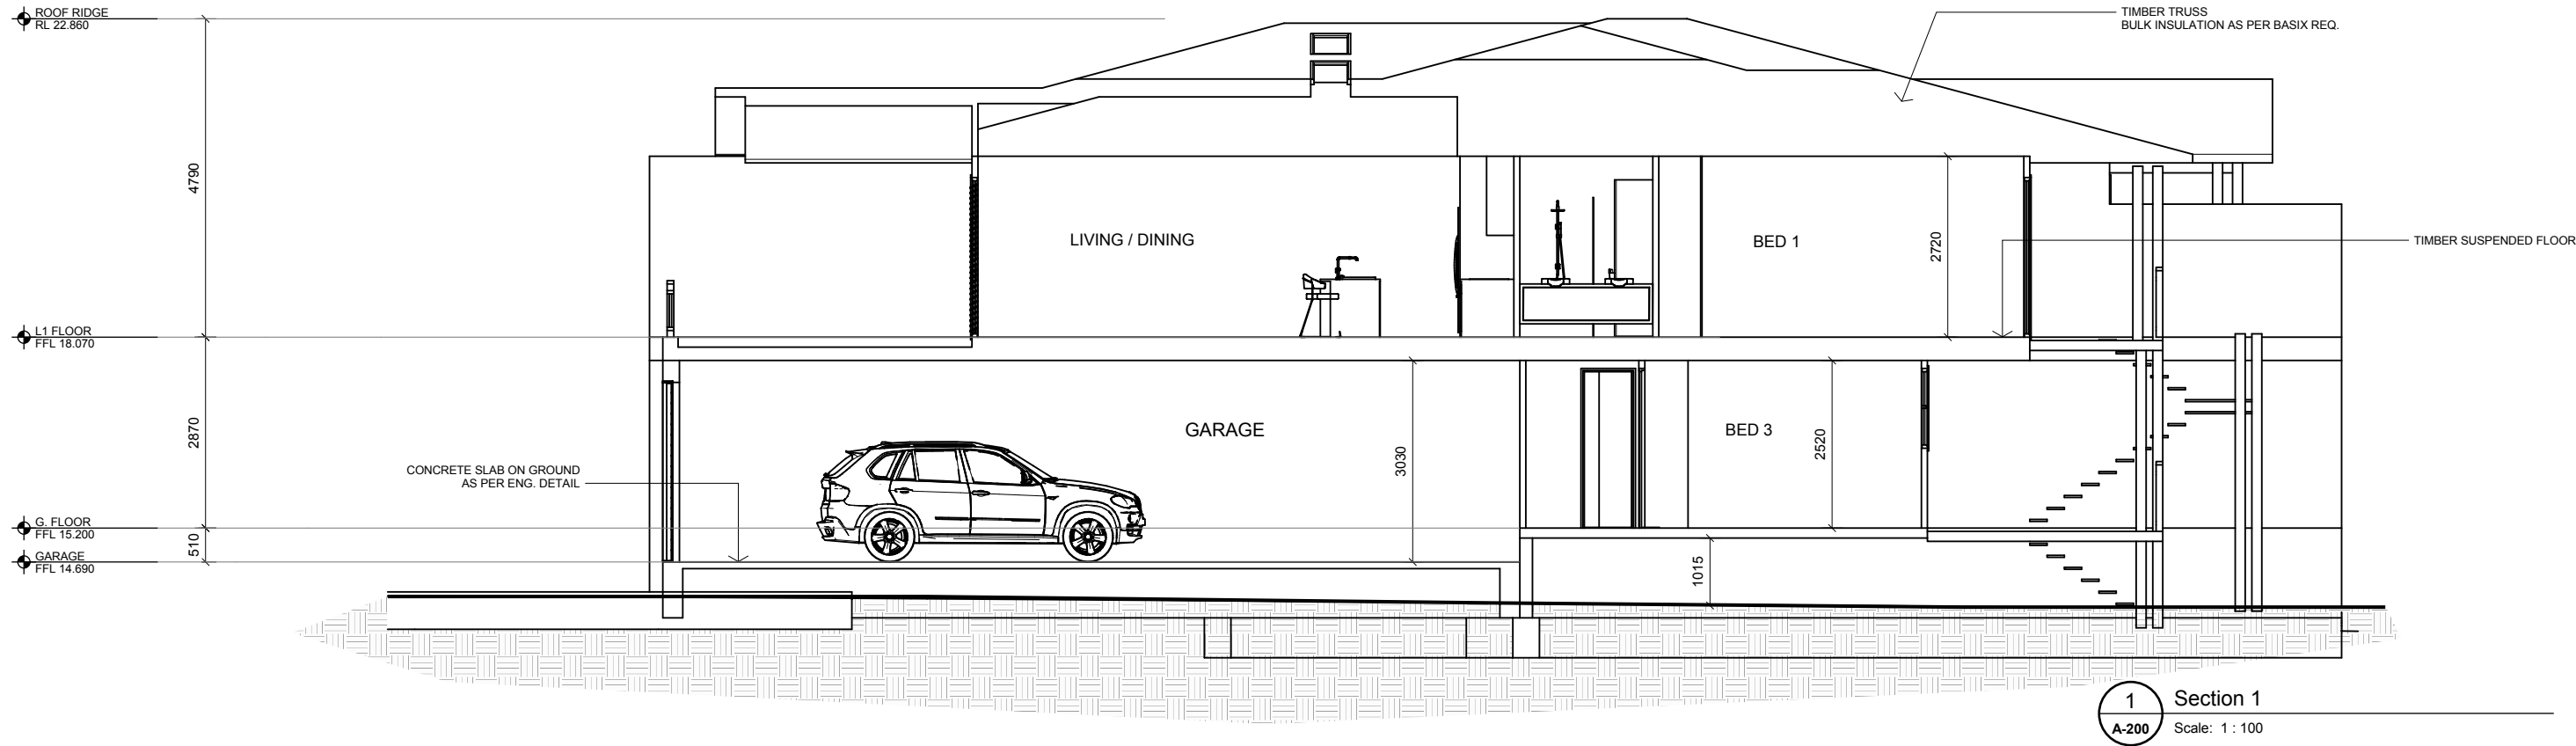 ROOF RIDGE
RL 22.860
TIMBER TRUSS
BULK INSULATION AS PER BASIX REQ.
4790
LIVING / DINING
BED 1
2720
TIMBER SUSPENDED FLOOR
L1 FLOOR
FFL 18.070
2870
GARAGE
BED 3
3030
2520
CONCRETE SLAB ON GROUND
AS PER ENG. DETAIL
G. FLOOR
FFL 15.200
510
GARAGE
FFL 14.690
1015
1
A-200
Section 1
Scale: 1 : 100